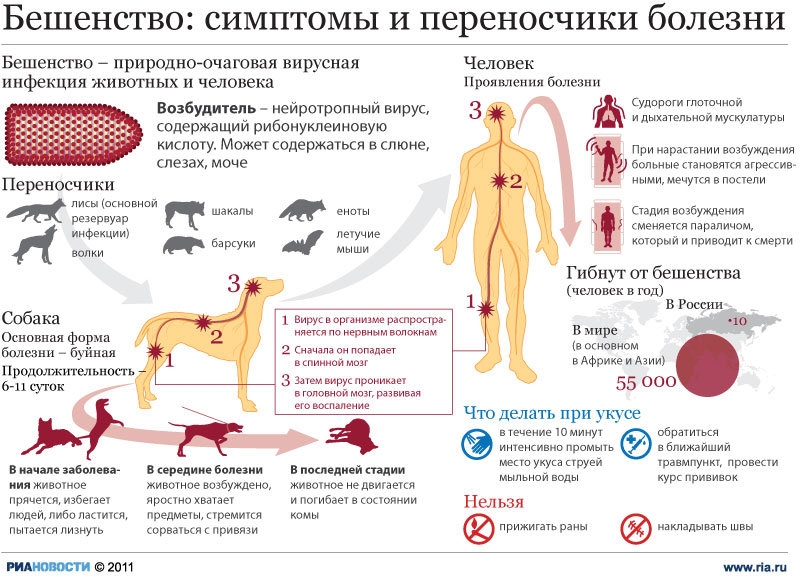 Бешенство: симптомы и переносчики болезни
Бешенство – природно-очаговая вирусная
инфекция животных и человека
Возбудитель – нейротропный вирус,
содержащий рибонуклеиновую
кислоту. Может содержаться в слюне,
слезах, моче
Переносчики
лисы (основной
резервуар
инфекции)
волки
шакалы
барсуки
еноты
летучие
мыши
Собака
Основная форма
болезни – буйная
Продолжительность –
6-11 суток
1
2
3
1 Вирус в организме распростра-
няется по нервным волокнам
2 Сначала он попадает
в спинной мозг
3 Затем вирус проникает
в головной мозг, развивая
его воспаление
В начале заболева-
ния животное
прячется, избегает
людей, либо ластится,
пытается лизнуть
В середине болезни
животное возбуждено,
яростно хватает
предметы, стремится
сорваться с привязи
В последней стадии
животное не двигается
и погибает в состоянии
комы
Человек
Проявления болезни
3
2
1
Судороги глоточной
и дыхательной мускулатуры
При нарастании возбуждения
больные становятся агрессив-
ными, мечутся в постели
Стадия возбуждения
сменяется параличом,
который и приводит к смерти
Гибнут от бешенства
(человек в год)
В России
10
В мире
(в основном
в Африке и Азии)
55 000
Что делать при укусе
в течение 10 минут
интенсивно промыть
место укуса струей
мыльной воды
обратиться
в ближайший
травмпункт, провести
курс прививок
Нельзя
прижигать раны
накладывать швы
РИАНОВОСТИ © 2011
www.ria.ru